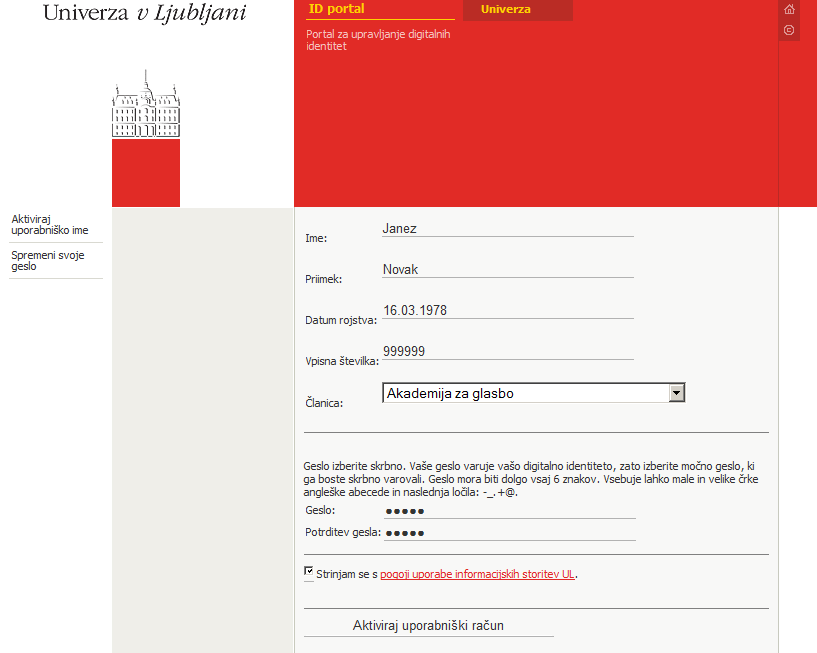 Univerza v Ljubljani
ID portal
Univerza
Portal za upravljanje digitalnih
identitet
Aktiviraj
uporabniško ime
Spremeni svoje
geslo
Ime: Janez
Priimek: Novak
Datum rojstva: 16.03.1978
Vpisna številka: 999999
Članica: Akademija za glasbo
Geslo izberite skrbno. Vaše geslo varuje vašo digitalno identiteto, zato izberite močno geslo, ki
ga boste skrbno varovali. Geslo mora biti dolgo vsaj 6 znakov. Vsebuje lahko male in velike črke
angleške abecede in naslednja ločila: -_.+@.
Geslo: ●●●●●
Potrditev gesla: ●●●●●
Strinjam se s pogoji uporabe informacijskih storitev UL.
Aktiviraj uporabniški račun